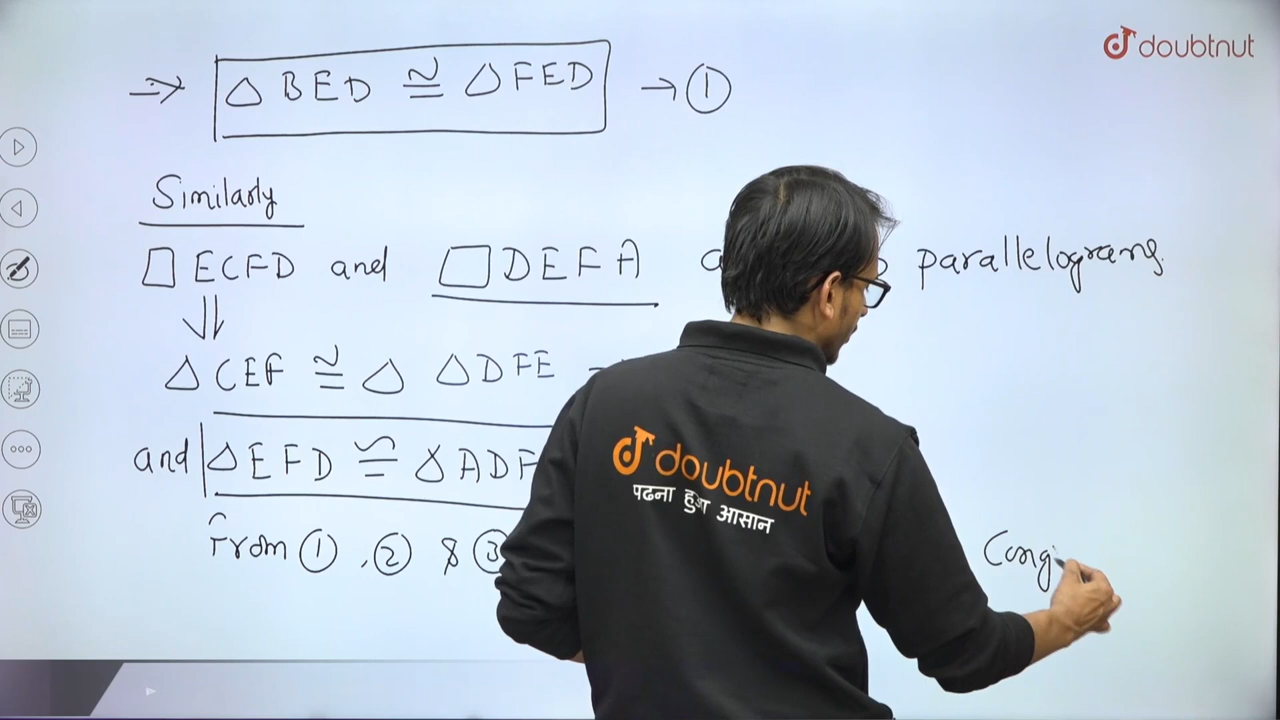 doubtnut
⇒ △ BED ≅ △ FED → ①
Similarly
□ ECFD and □ DEFA parallelograms.
⇓
△ CEF ≅ △ △DFE
and △EFD ≅ △ADF
From ①, ② & ③ Cong
doubtnut
पढना हुआ आसान